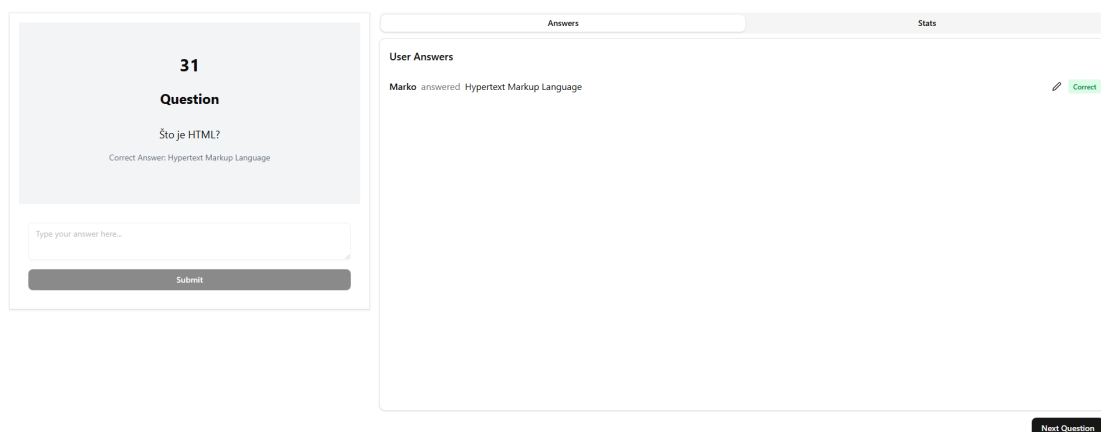 31
Question
Što je HTML?
Correct Answer: Hypertext Markup Language
Type your answer here...
Submit
Answers
Stats
User Answers
Marko answered Hypertext Markup Language
Correct
Next Question